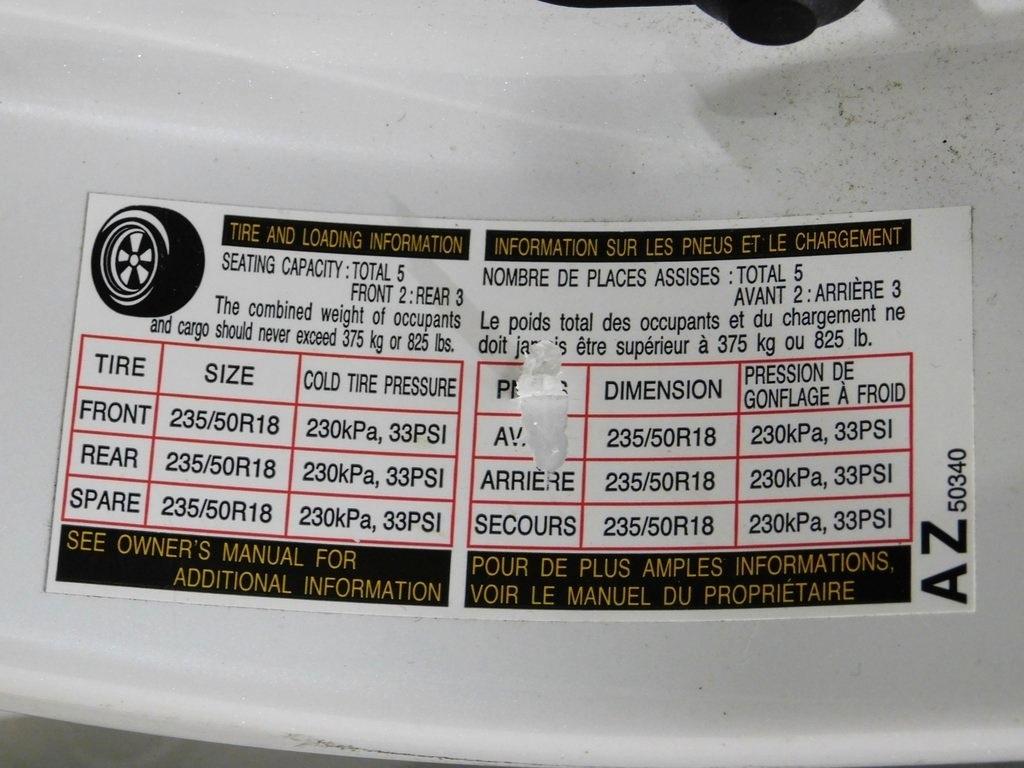 TIRE AND LOADING INFORMATION
SEATING CAPACITY : TOTAL 5
FRONT 2 : REAR 3
The combined weight of occupants
and cargo should never exceed 375 kg or 825 lbs.
TIRE SIZE COLD TIRE PRESSURE
FRONT 235/50R18 230kPa, 33PSI
REAR 235/50R18 230kPa, 33PSI
SPARE 235/50R18 230kPa, 33PSI
SEE OWNER'S MANUAL FOR
ADDITIONAL INFORMATION
INFORMATION SUR LES PNEUS ET LE CHARGEMENT
NOMBRE DE PLACES ASSISES : TOTAL 5
AVANT 2 : ARRIÈRE 3
Le poids total des occupants et du chargement ne
doit être supérieur à 375 kg ou 825 lb.
DIMENSION PRESSION DE
GONFLAGE À FROID
235/50R18 230kPa, 33PSI
ARRIÈRE 235/50R18 230kPa, 33PSI
SECOURS 235/50R18 230kPa, 33PSI
POUR DE PLUS AMPLES INFORMATIONS,
VOIR LE MANUEL DU PROPRIÉTAIRE
AZ 50340